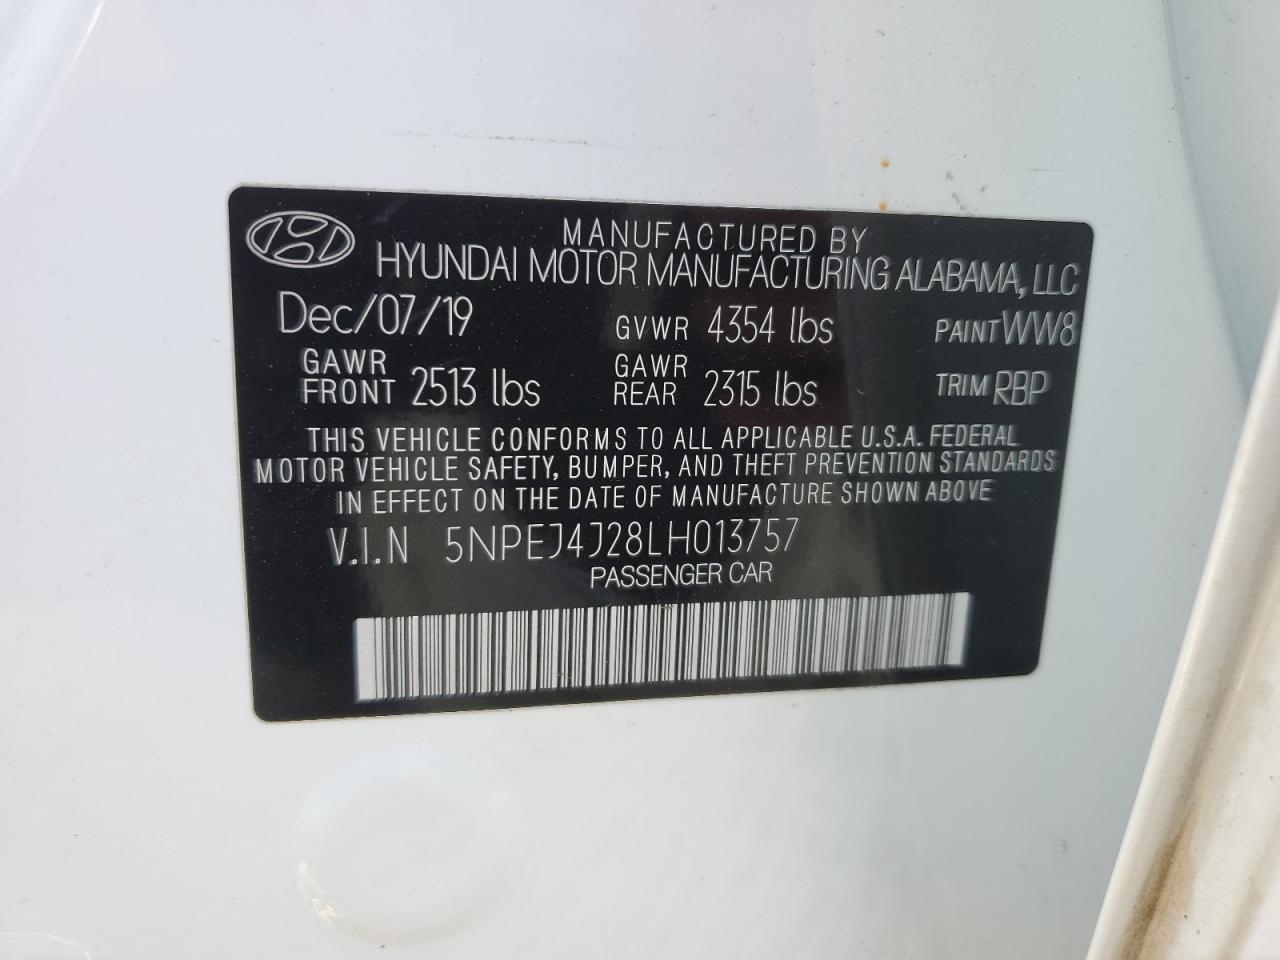 MANUFACTURED BY
HYUNDAI MOTOR MANUFACTURING ALABAMA, LLC
Dec/07/19 GVWR 4354 lbs PAINT WW8
GAWR FRONT 2513 lbs GAWR REAR 2315 lbs TRIM RBP
THIS VEHICLE CONFORMS TO ALL APPLICABLE U.S.A. FEDERAL
MOTOR VEHICLE SAFETY, BUMPER, AND THEFT PREVENTION STANDARDS
IN EFFECT ON THE DATE OF MANUFACTURE SHOWN ABOVE
V.I.N 5NPEJ4J28LH013757
PASSENGER CAR